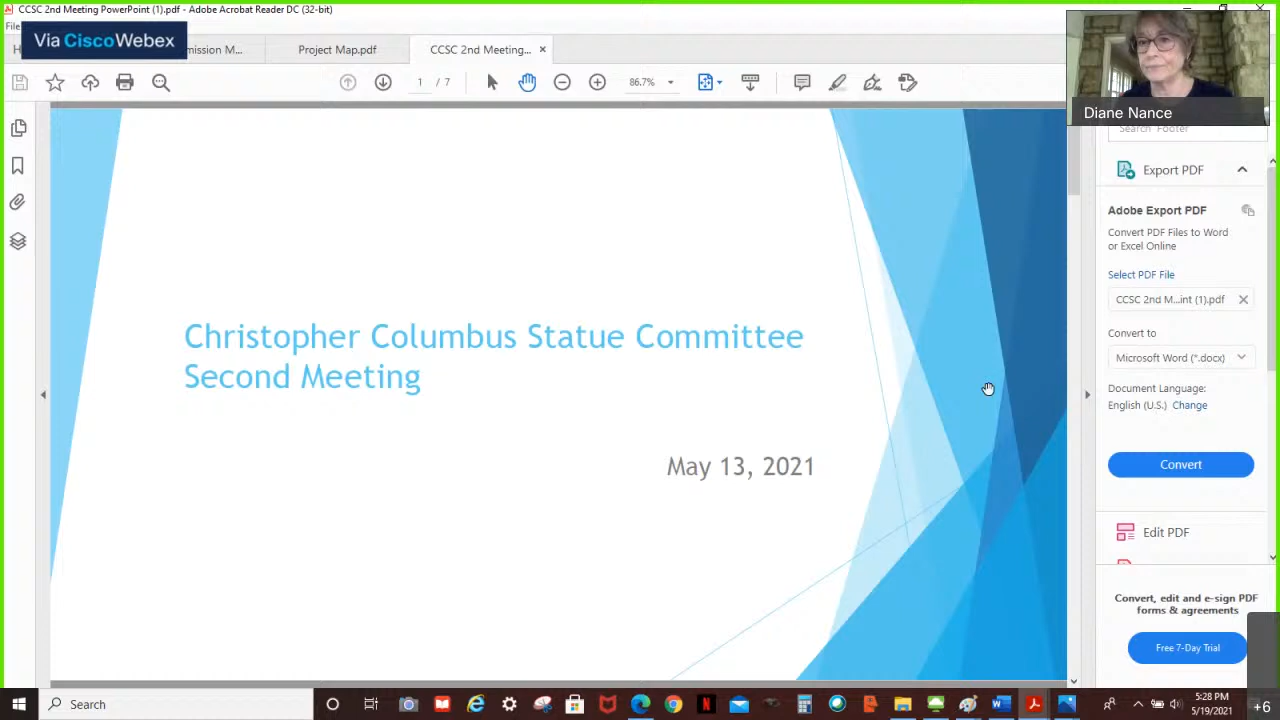 CCSC 2nd Meeting PowerPoint (1).pdf - Adobe Acrobat Reader DC (32-bit)
Via CiscoWebex
mission M...
Project Map.pdf
CCSC 2nd Meeting...
1 / 7
86.7%
Diane Nance
Export PDF
Adobe Export PDF
Convert PDF Files to Word
or Excel Online
Select PDF File
CCSC 2nd M...int (1).pdf
Convert to
Microsoft Word (*.docx)
Document Language:
English (U.S.) Change
Convert
Edit PDF
Convert, edit and e-sign PDF
forms & agreements
Free 7-Day Trial
Christopher Columbus Statue Committee
Second Meeting
May 13, 2021
Search
5:28 PM
5/19/2021
+6